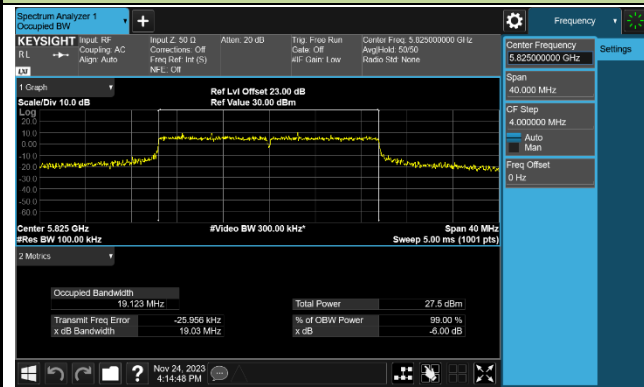 Spectrum Analyzer 1
Occupied BW
Frequency
KEYSIGHT
RL
Input: RF
Coupling: AC
Align: Auto
Input Z: 50 Ω
Corrections: Off
Freq Ref: Int (S)
NFE: Off
Atten: 20 dB
Trig: Free Run
Gate: Off
#IF Gain: Low
Center Freq: 5.825000000 GHz
Avg|Hold: 50/50
Radio Std: None
LXI
Center Frequency
5.825000000 GHz
Settings
Span
40.000 MHz
CF Step
4.000000 MHz
Auto
Man
Freq Offset
0 Hz
1 Graph
Scale/Div 10.0 dB
Ref Lvl Offset 23.00 dB
Ref Value 30.00 dBm
Log
20.0
10.0
0.00
-10.0
-20.0
-30.0
-40.0
-50.0
-60.0
Center 5.825 GHz
#Video BW 300.00 kHz*
Span 40 MHz
#Res BW 100.00 kHz
Sweep 5.00 ms (1001 pts)
2 Metrics
Occupied Bandwidth
19.123 MHz
Total Power 27.5 dBm
Transmit Freq Error -25.956 kHz
% of OBW Power 99.00 %
x dB Bandwidth 19.03 MHz
x dB -6.00 dB
Nov 24, 2023
4:14:48 PM